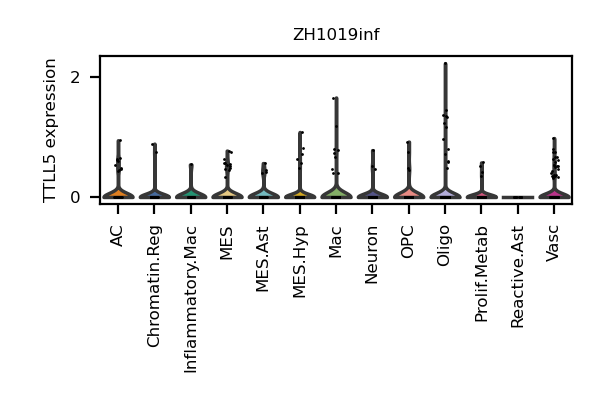 ZH1019inf
TTLL5 expression
2
0
AC
Chromatin.Reg
Inflammatory.Mac
MES
MES.Ast
MES.Hyp
Mac
Neuron
OPC
Oligo
Prolif.Metab
Reactive.Ast
Vasc